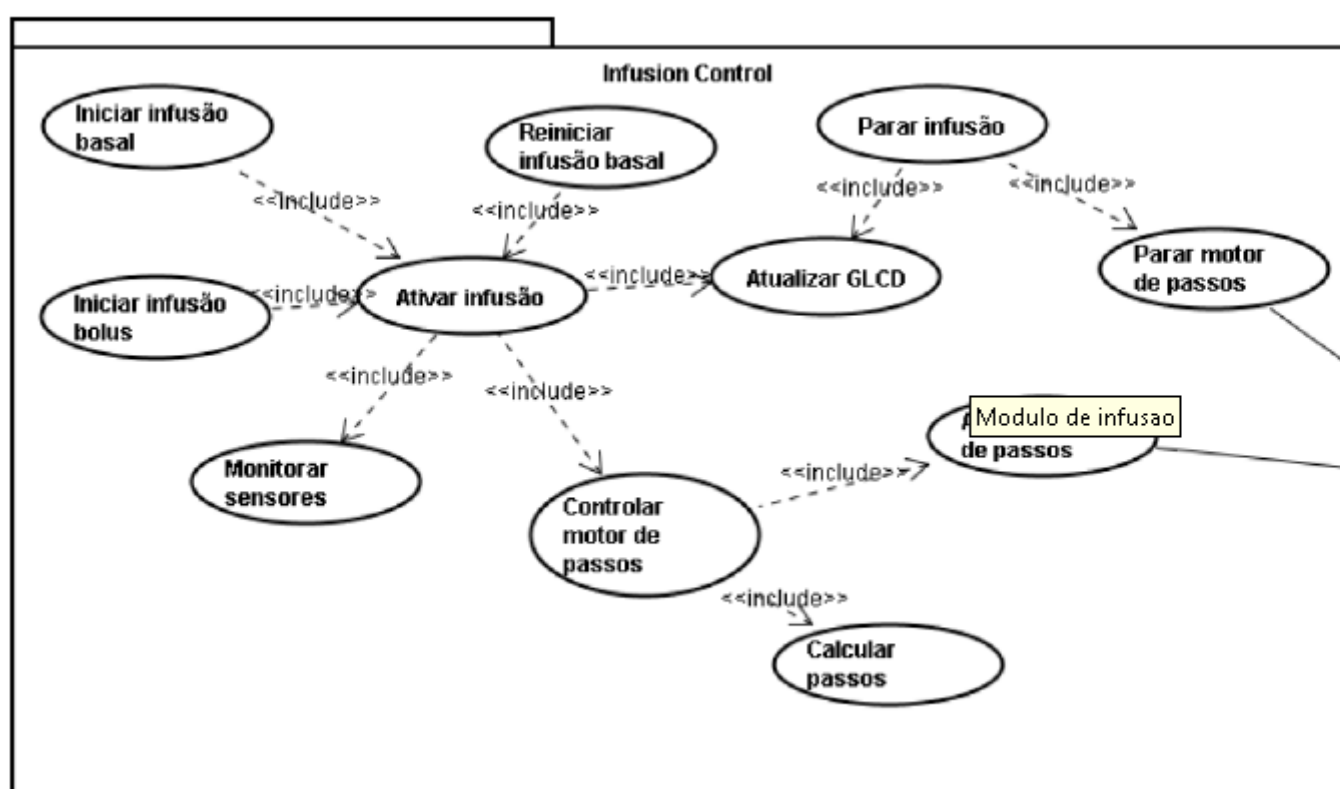 Infusion Control
Iniciar infusão
basal
Reiniciar
infusão basal
Parar infusão
<<include>>
<<include>>
<<include>>
<<include>>
Parar motor
de passos
Iniciar infusão
bolus
<<include>>
Ativar infusão
<<include>>
Atualizar GLCD
<<include>>
<<include>>
Modulo de infusao
de passos
Monitorar
sensores
<<include>>
Controlar
motor de
passos
<<include>>
Calcular
passos